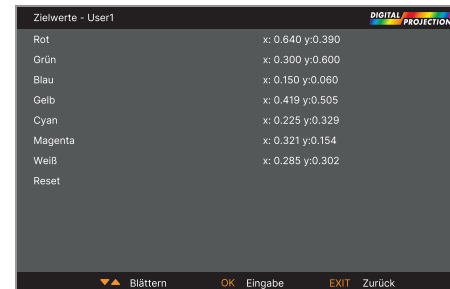 Zielwerte - User1
DIGITAL
PROJECTION
Rot x: 0.640 y:0.390
Grün x: 0.300 y:0.600
Blau x: 0.150 y:0.060
Gelb x: 0.419 y:0.505
Cyan x: 0.225 y:0.329
Magenta x: 0.321 y:0.154
Weiß x: 0.285 y:0.302
Reset
Blättern OK Eingabe EXIT Zurück